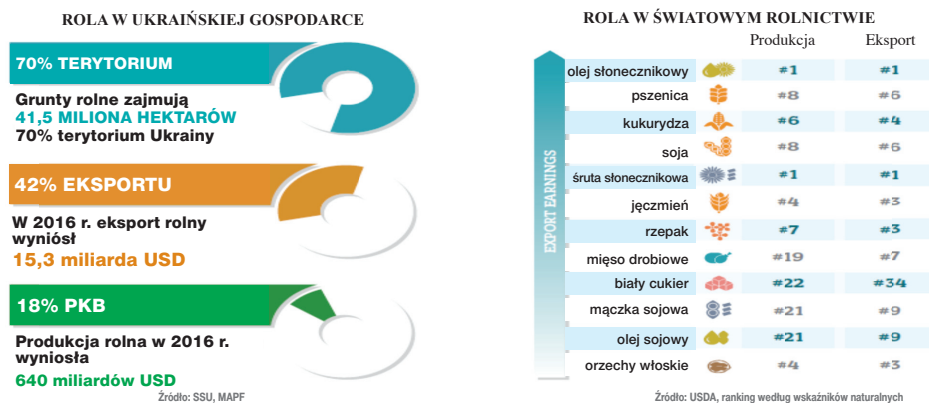 ROLA W UKRAIŃSKIEJ GOSPODARCE
70% TERYTORIUM
Grunty rolne zajmują
41,5 MILIONA HEKTARÓW
70% terytorium Ukrainy
42% EKSPORTU
W 2016 r. eksport rolny
wyniósł
15,3 miliarda USD
18% PKB
Produkcja rolna w 2016 r.
wyniosła
640 miliardów USD
Źródło: SSU, MAPF
ROLA W ŚWIATOWYM ROLNICTWIE
Produkcja Eksport
EXPORT EARNINGS
olej słonecznikowy #1 #1
pszenica #8 #6
kukurydza #6 #4
soja #8 #6
śruta słonecznikowa #1 #1
jęczmień #4 #3
rzepak #7 #3
mięso drobiowe #19 #7
biały cukier #22 #34
mączka sojowa #21 #9
olej sojowy #21 #9
orzechy włoskie #4 #3
Źródło: USDA, ranking według wskaźników naturalnych